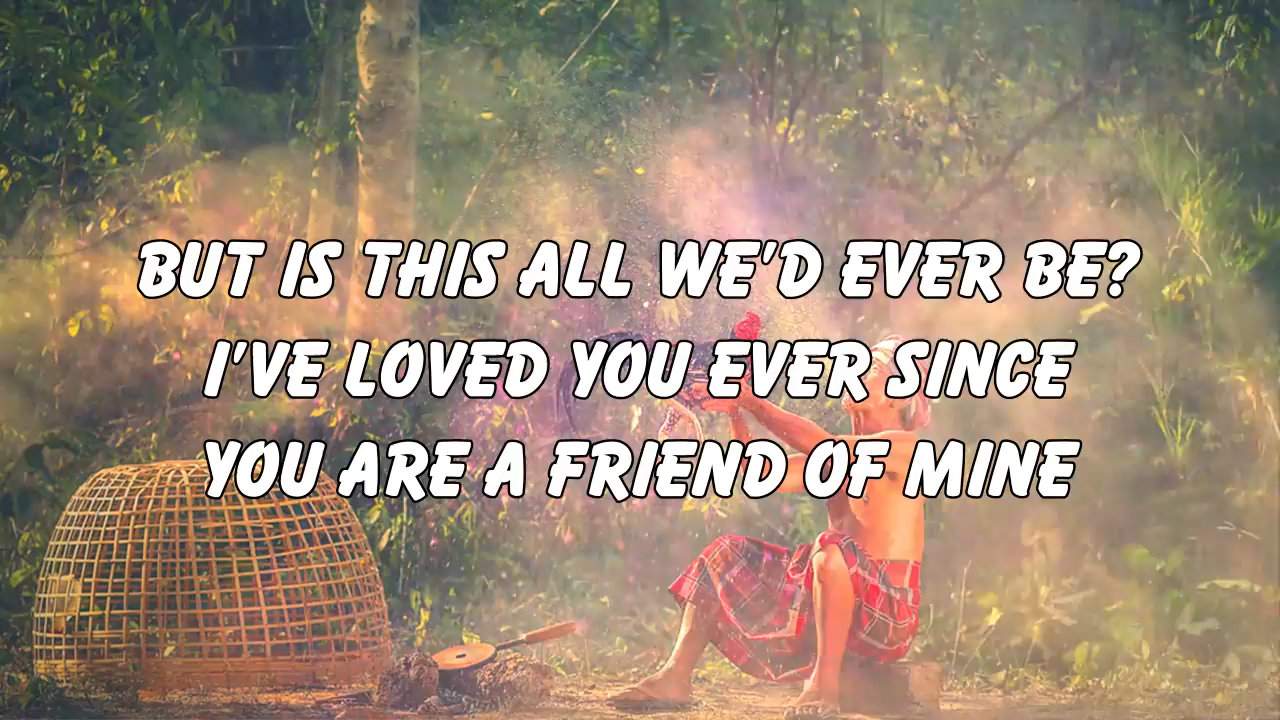 BUT IS THIS ALL WE'D EVER BE?
I'VE LOVED YOU EVER SINCE
YOU ARE A FRIEND OF MINE